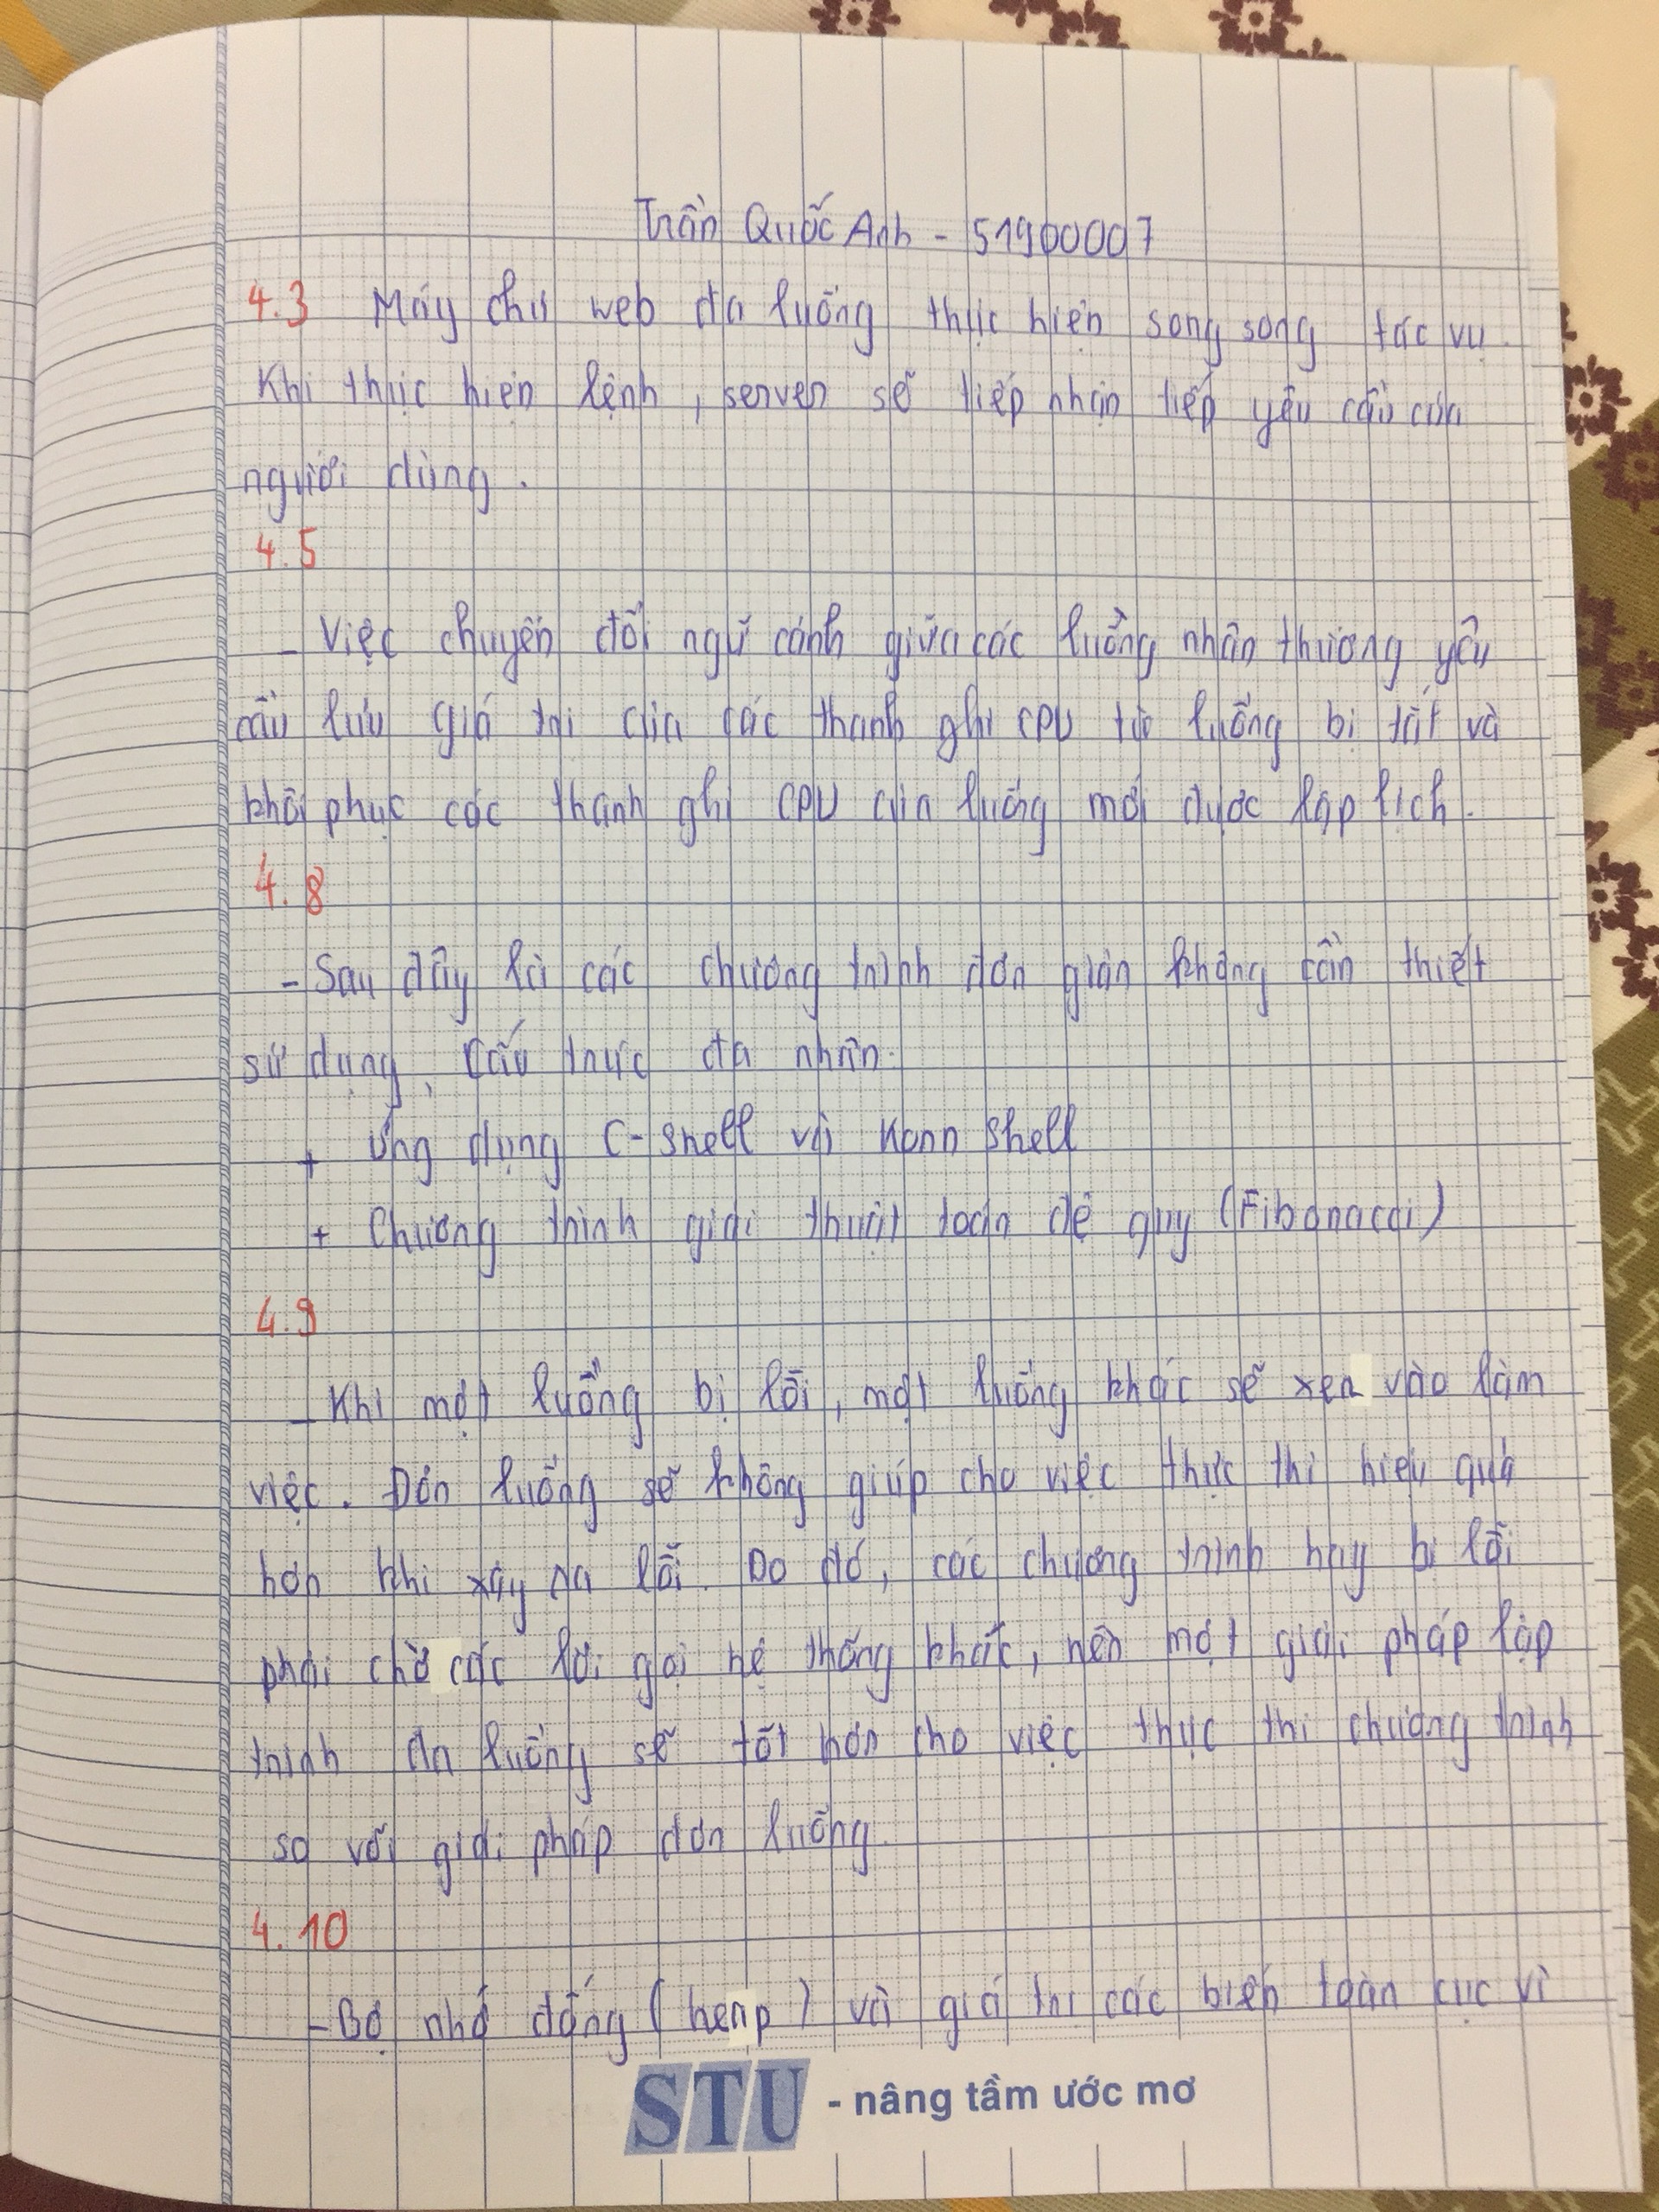 Trần Quốc Anh - 51900007
4.3 Máy chủ web đa luồng thực hiện song song tác vụ.
Khi thực hiện lệnh, server sẽ tiếp nhận tiếp yêu cầu của
người dùng.
4.5
- Việc chuyển đổi ngữ cảnh giữa các luồng nhân thường yêu
cầu lưu giá trị của các thanh ghi CPU từ luồng bị tắt và
khôi phục các thanh ghi CPU của luồng mới được lập lịch.
4.8
- Sau đây là các chương trình đơn giản không cần thiết
sử dụng cấu trúc đa nhân.
+ Ứng dụng C-Shell và Korn Shell
+ Chương trình giải thuật toán đệ quy (Fibonacci)
4.9
- Khi một luồng bị lỗi, một luồng khác sẽ xen vào làm
việc. Đơn luồng sẽ không giúp cho việc thực thi hiệu quả
hơn khi xảy ra lỗi. Do đó, các chương trình hay bị lỗi
phải chờ các lời gọi hệ thống khác, nên một giải pháp lập
trình đa luồng sẽ tốt hơn cho việc thực thi chương trình
so với giải pháp đơn luồng.
4.10
- Bộ nhớ động (heap) và giá trị các biến toàn cục vì
STU - nâng tầm ước mơ